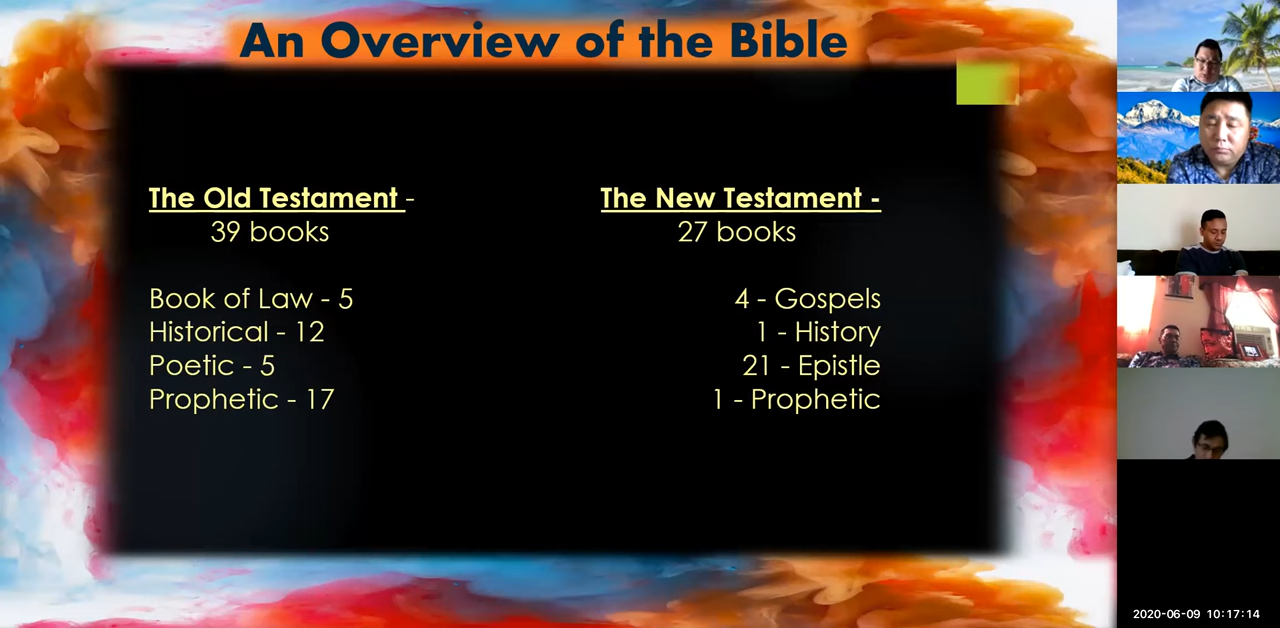 An Overview of the Bible
The Old Testament -
39 books
Book of Law - 5
Historical - 12
Poetic - 5
Prophetic - 17
The New Testament -
27 books
4 - Gospels
1 - History
21 - Epistle
1 - Prophetic
2020-06-09 10:17:14